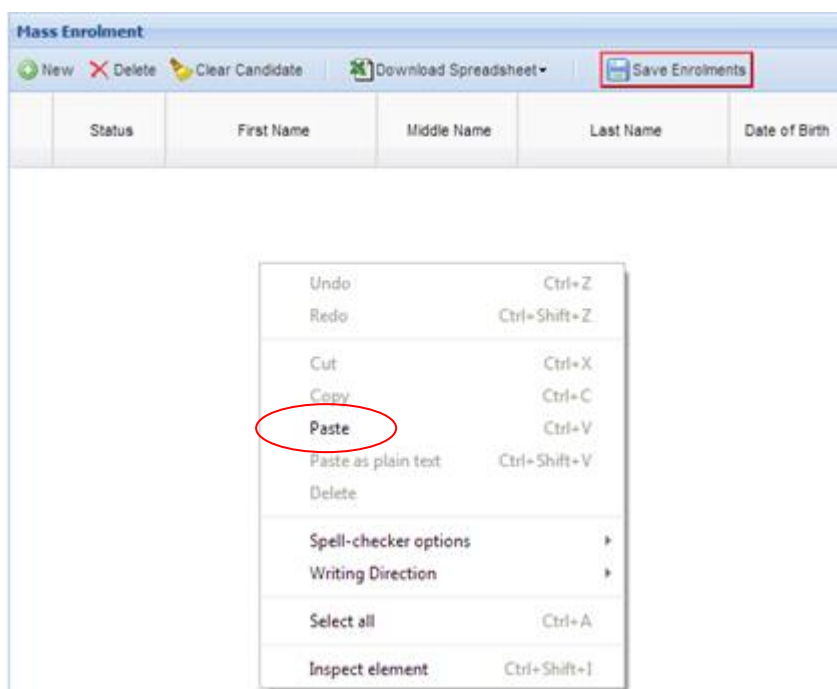 Mass Enrolment
New Delete Clear Candidate Download Spreadsheet Save Enrolments
Status First Name Middle Name Last Name Date of Birth
Undo Ctrl+Z
Redo Ctrl+Shift+Z
Cut Ctrl+X
Copy Ctrl+C
Paste Ctrl+V
Paste as plain text Ctrl+Shift+V
Delete
Spell-checker options
Writing Direction
Select all Ctrl+A
Inspect element Ctrl+Shift+I